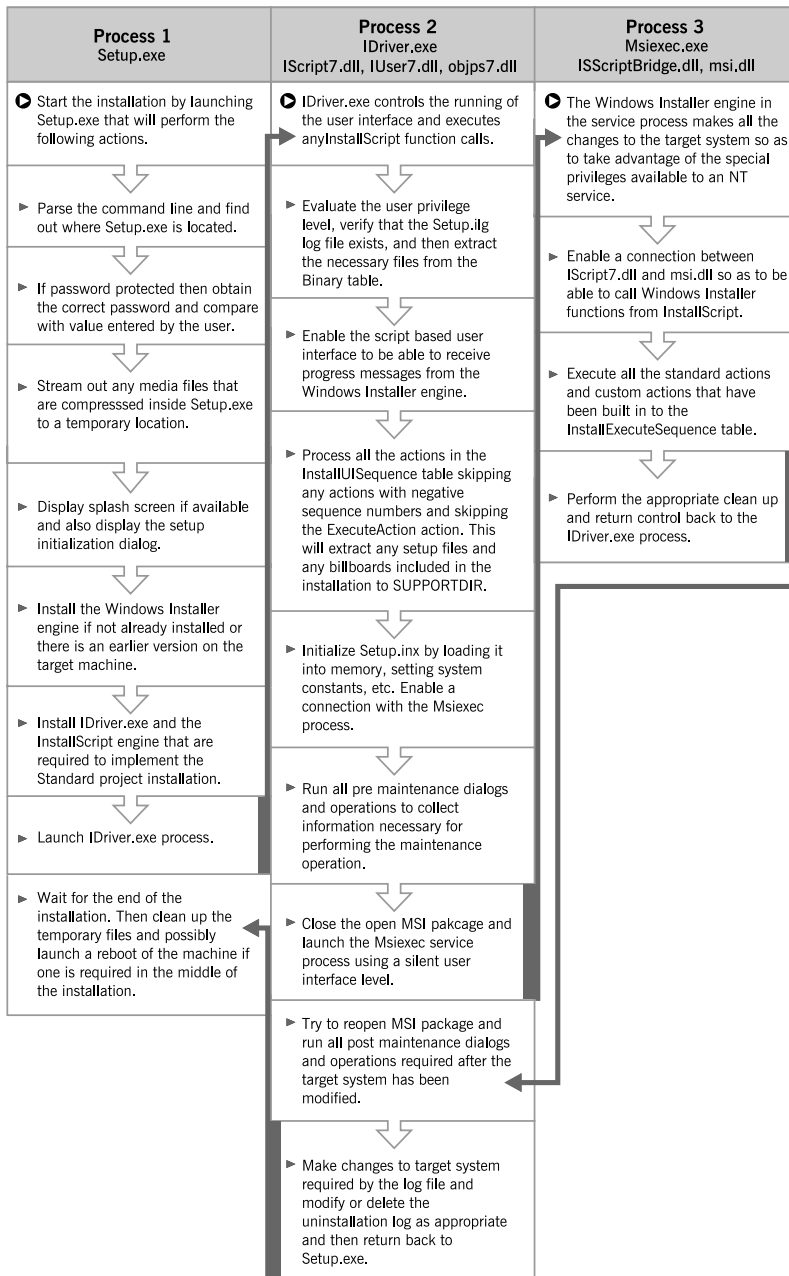 Process 1
Setup.exe
Start the installation by launching
Setup.exe that will perform the
following actions.
Parse the command line and find
out where Setup.exe is located.
If password protected then obtain
the correct password and compare
with value entered by the user.
Stream out any media files that
are compresssed inside Setup.exe
to a temporary location.
Display splash screen if available
and also display the setup
initialization dialog.
Install the Windows Installer
engine if not already installed or
there is an earlier version on the
target machine.
Install IDriver.exe and the
InstallScript engine that are
required to implement the
Standard project installation.
Launch IDriver.exe process.
Wait for the end of the
installation. Then clean up the
temporary files and possibly
launch a reboot of the machine if
one is required in the middle of
the installation.
Process 2
IDriver.exe
IScript7.dll, IUser7.dll, objps7.dll
IDriver.exe controls the running of
the user interface and executes
anyInstallScript function calls.
Evaluate the user privilege
level, verify that the Setup.ilg
log file exists, and then extract
the necessary files from the
Binary table.
Enable the script based user
interface to be able to receive
progress messages from the
Windows Installer engine.
Process all the actions in the
InstallUISequence table skipping
any actions with negative
sequence numbers and skipping
the ExecuteAction action. This
will extract any setup files and
any billboards included in the
installation to SUPPORTDIR.
Initialize Setup.inx by loading it
into memory, setting system
constants, etc. Enable a
connection with the Msiexec
process.
Run all pre maintenance dialogs
and operations to collect
information necessary for
performing the maintenance
operation.
Close the open MSI pakcage and
launch the Msiexec service
process using a silent user
interface level.
Try to reopen MSI package and
run all post maintenance dialogs
and operations required after the
target system has been
modified.
Make changes to target system
required by the log file and
modify or delete the
uninstallation log as appropriate
and then return back to
Setup.exe.
Process 3
Msiexec.exe
ISScriptBridge.dll, msi.dll
The Windows Installer engine in
the service process makes all the
changes to the target system so as
to take advantage of the special
privileges available to an NT
service.
Enable a connection between
IScript7.dll and msi.dll so as to be
able to call Windows Installer
functions from InstallScript.
Execute all the standard actions
and custom actions that have
been built in to the
InstallExecuteSequence table.
Perform the appropriate clean up
and return control back to the
IDriver.exe process.